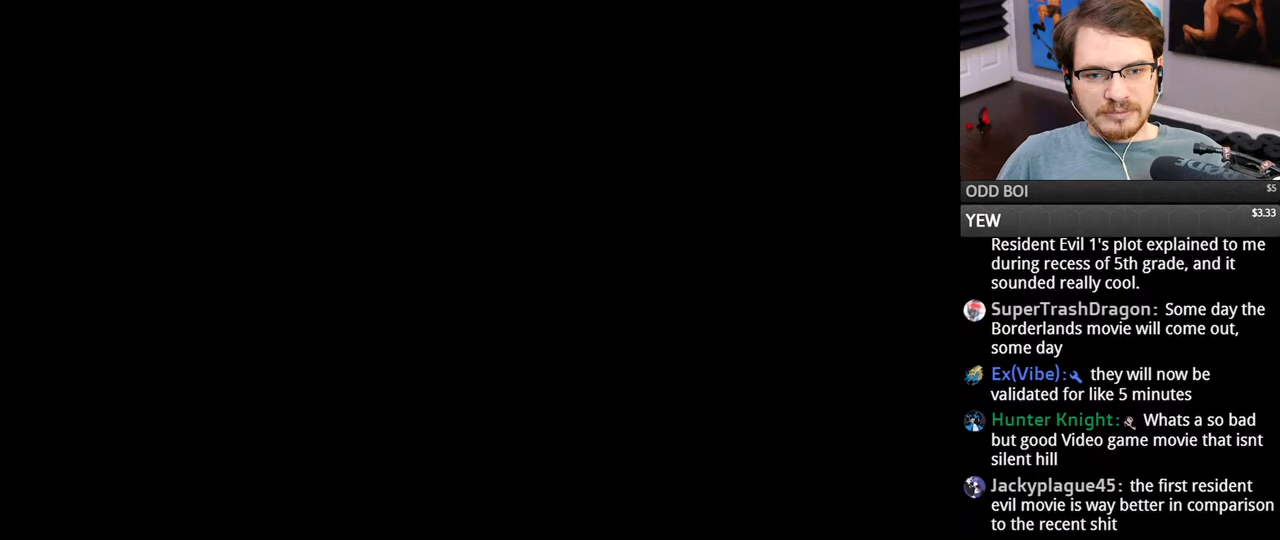 ODD BOI $5
YEW $3.33
Resident Evil 1's plot explained to me
during recess of 5th grade, and it
sounded really cool.
SuperTrashDragon: Some day the
Borderlands movie will come out,
some day
Ex(Vibe): they will now be
validated for like 5 minutes
Hunter Knight: Whats a so bad
but good Video game movie that isnt
silent hill
Jackyplague45: the first resident
evil movie is way better in comparison
to the recent shit